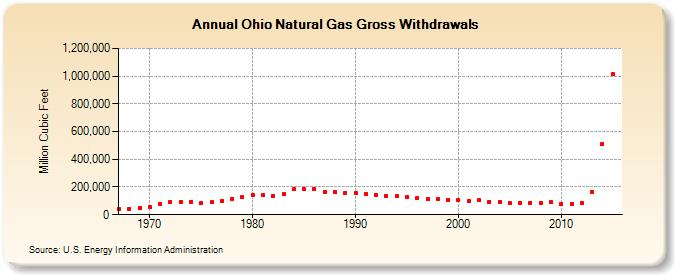 Annual Ohio Natural Gas Gross Withdrawals
Million Cubic Feet
1,200,000
1,000,000
800,000
600,000
400,000
200,000
0
1970 1980 1990 2000 2010
Source: U.S. Energy Information Administration